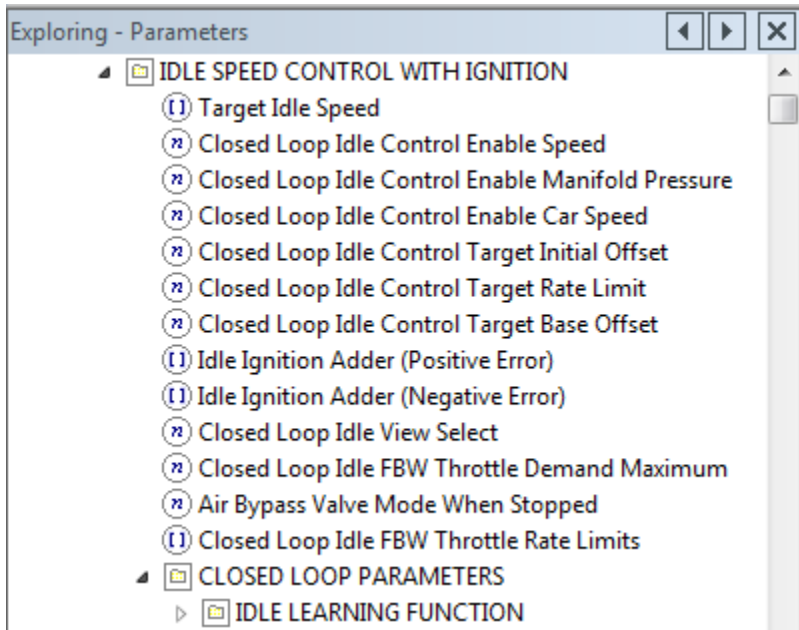 Exploring - Parameters
IDLE SPEED CONTROL WITH IGNITION
[ ] Target Idle Speed
n Closed Loop Idle Control Enable Speed
n Closed Loop Idle Control Enable Manifold Pressure
n Closed Loop Idle Control Enable Car Speed
n Closed Loop Idle Control Target Initial Offset
n Closed Loop Idle Control Target Rate Limit
n Closed Loop Idle Control Target Base Offset
[ ] Idle Ignition Adder (Positive Error)
[ ] Idle Ignition Adder (Negative Error)
n Closed Loop Idle View Select
n Closed Loop Idle FBW Throttle Demand Maximum
n Air Bypass Valve Mode When Stopped
[ ] Closed Loop Idle FBW Throttle Rate Limits
CLOSED LOOP PARAMETERS
IDLE LEARNING FUNCTION